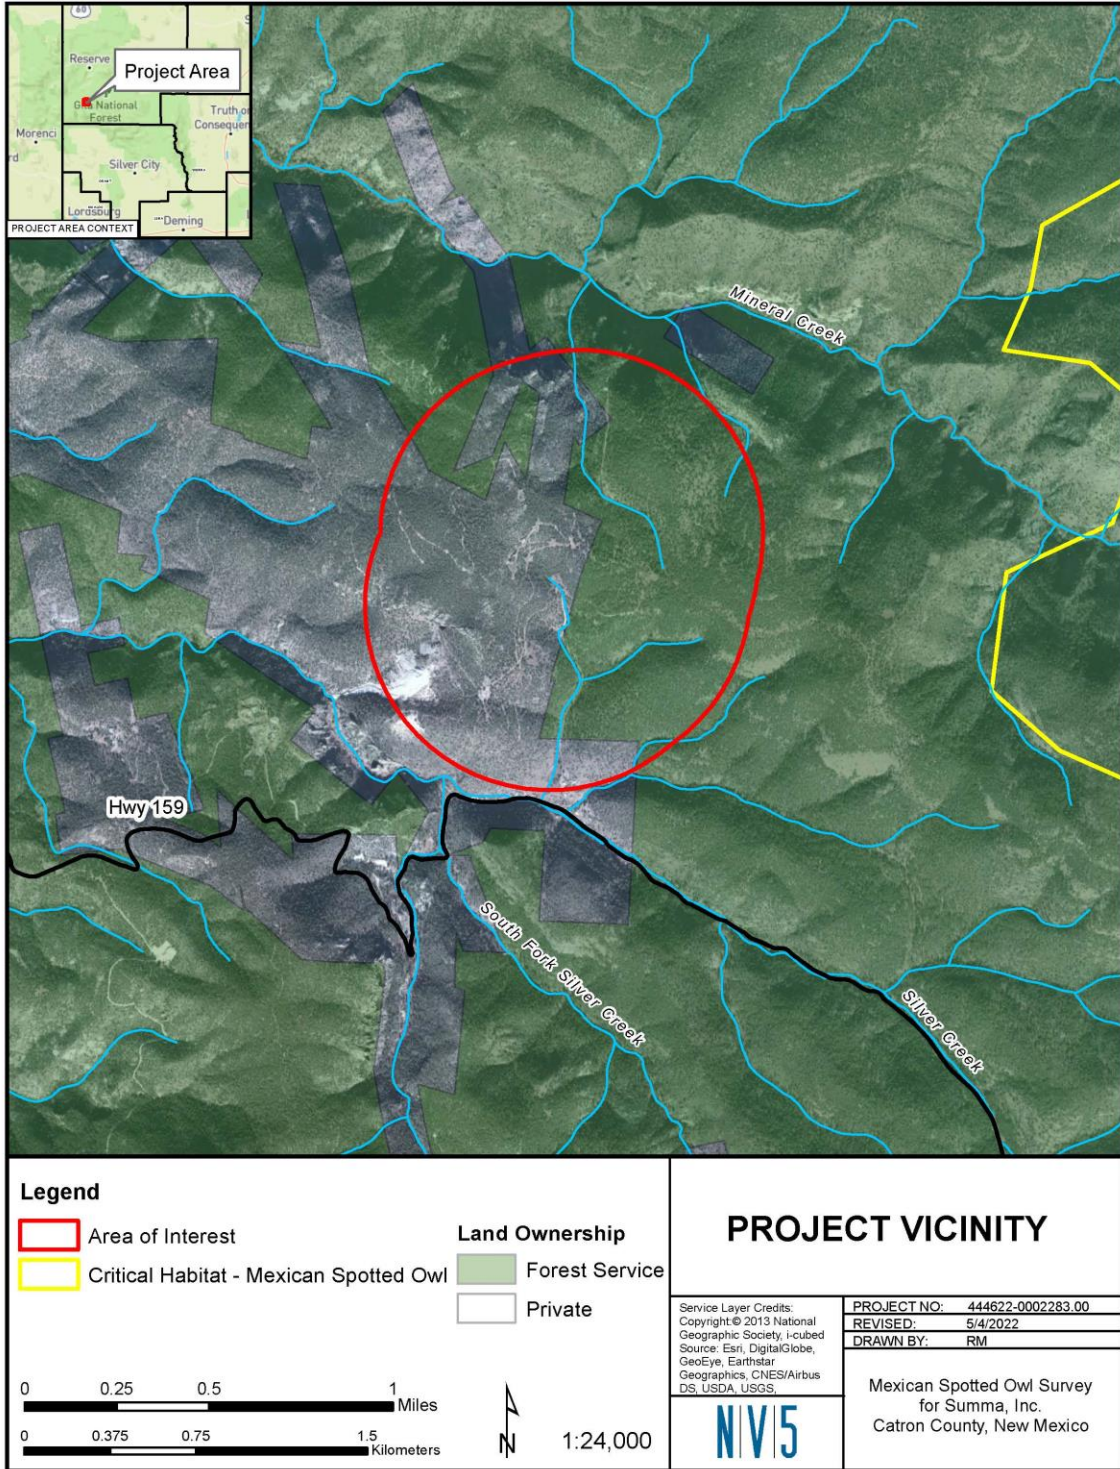 60
Reserve
Project Area
National
Forest
Truth or
Consequen
Morenci
rd
Silver City
Lordsburg
Deming
PROJECT AREA CONTEXT
Mineral Creek
Hwy 159
South Fork Silver Creek
Silver Creek
Legend
Area of Interest
Critical Habitat - Mexican Spotted Owl
Land Ownership
Forest Service
Private
0 0.25 0.5 1
Miles
0 0.375 0.75 1.5
Kilometers
N
1:24,000
PROJECT VICINITY
Service Layer Credits:
Copyright:© 2013 National
Geographic Society, i-cubed
Source: Esri, DigitalGlobe,
GeoEye, Earthstar
Geographics, CNES/Airbus
DS, USDA, USGS,
PROJECT NO: 444622-0002283.00
REVISED: 5/4/2022
DRAWN BY: RM
N|V|5
Mexican Spotted Owl Survey
for Summa, Inc.
Catron County, New Mexico